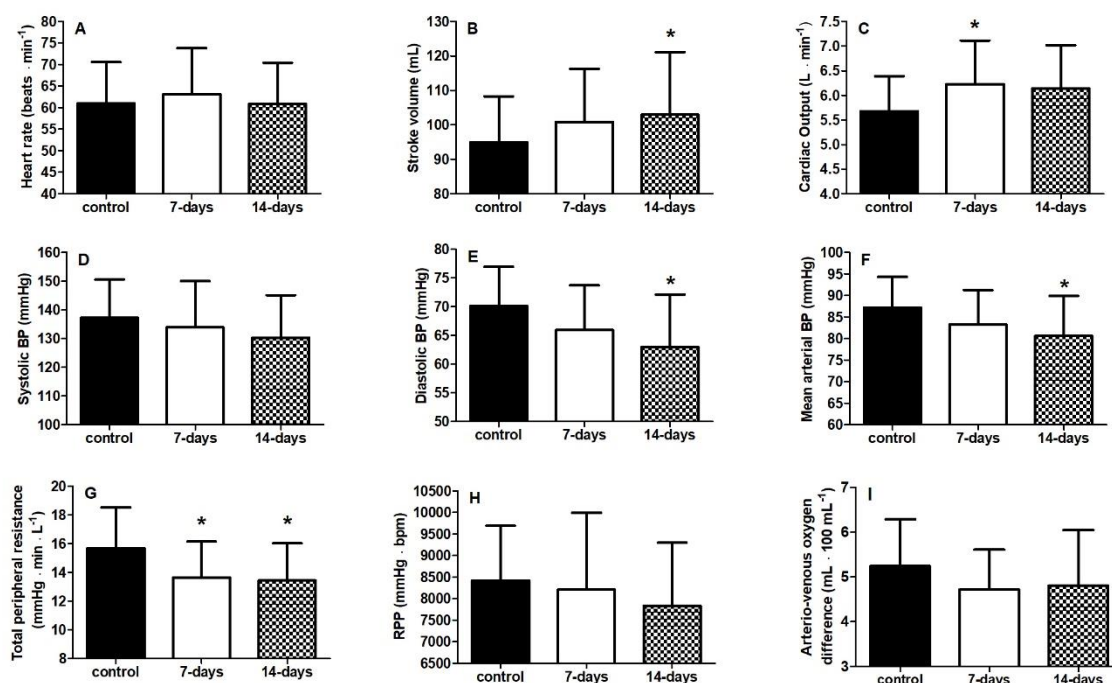 A
Heart rate (beats · min⁻¹)
80
75
70
65
60
55
50
45
40
control 7-days 14-days
B
*
Stroke volume (mL)
130
120
110
100
90
80
control 7-days 14-days
C
*
Cardiac Output (L · min⁻¹)
7.5
7.0
6.5
6.0
5.5
5.0
4.5
4.0
control 7-days 14-days
D
Systolic BP (mmHg)
160
150
140
130
120
110
100
control 7-days 14-days
E
*
Diastolic BP (mmHg)
80
75
70
65
60
55
50
control 7-days 14-days
F
*
Mean arterial BP (mmHg)
100
95
90
85
80
75
70
65
60
control 7-days 14-days
G
* *
Total peripheral resistance
(mmHg · min · L⁻¹)
18
16
14
12
10
8
control 7-days 14-days
H
RPP (mmHg · bpm)
10500
10000
9500
9000
8500
8000
7500
7000
6500
control 7-days 14-days
I
Arterio-venous oxygen
difference (mL · 100 mL⁻¹)
7
6
5
4
3
control 7-days 14-days